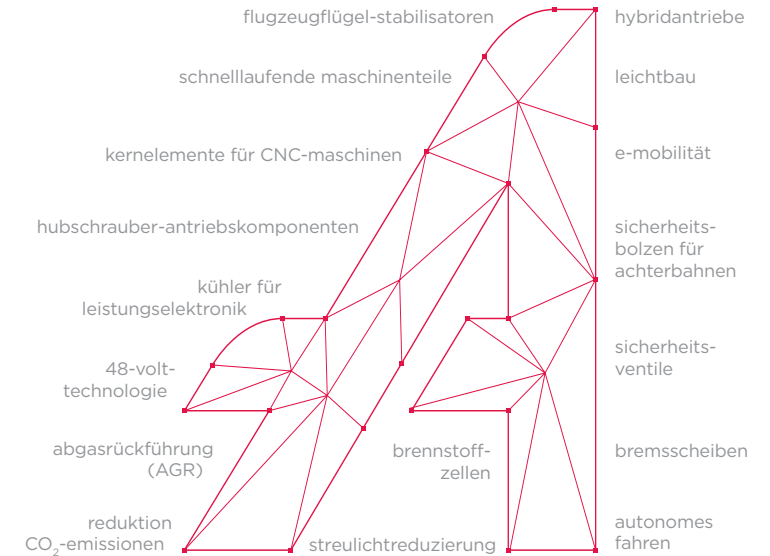 flugzeugflügel-stabilisatoren
schnelllaufende maschinenteile
kernelemente für CNC-maschinen
hubschrauber-antriebskomponenten
kühler für
leistungselektronik
48-volt-
technologie
abgasrückführung
(AGR)
reduktion
CO₂-emissionen
brennstoff-
zellen
streulichtreduzierung
hybridantriebe
leichtbau
e-mobilität
sicherheits-
bolzen für
achterbahnen
sicherheits-
ventile
bremsscheiben
autonomes
fahren